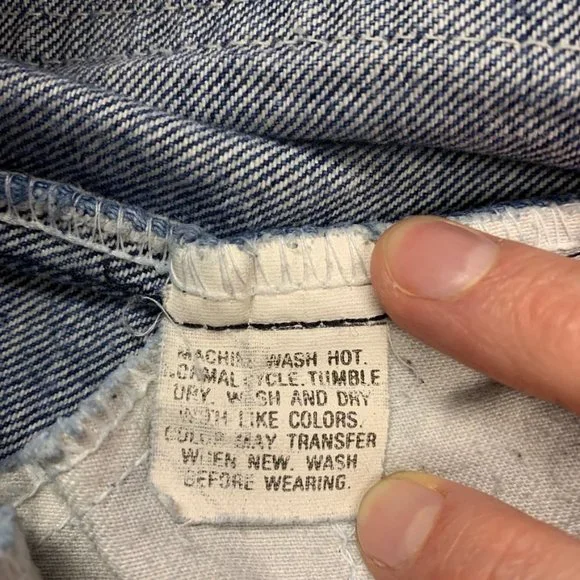 MACHINE WASH HOT.
NORMAL CYCLE. TUMBLE
DRY. WASH AND DRY
WITH LIKE COLORS.
COLOR MAY TRANSFER
WHEN NEW. WASH
BEFORE WEARING.